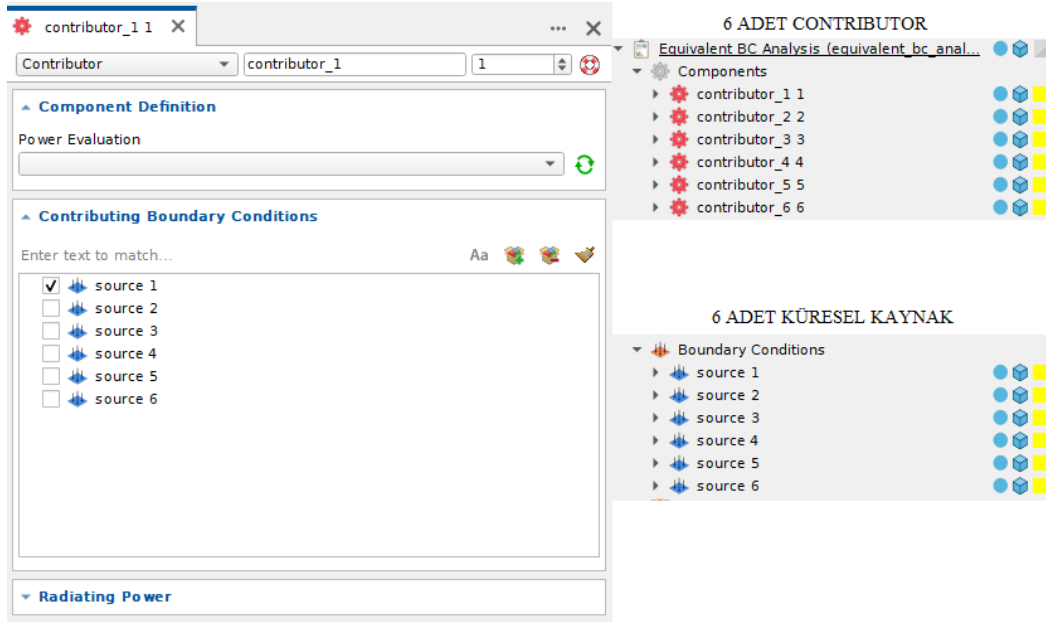 contributor_1 1
Contributor
contributor_1
1
Component Definition
Power Evaluation
Contributing Boundary Conditions
Enter text to match...
Aa
source 1
source 2
source 3
source 4
source 5
source 6
Radiating Power
6 ADET CONTRIBUTOR
Equivalent BC Analysis (equivalent_bc_anal...
Components
contributor_1 1
contributor_2 2
contributor_3 3
contributor_4 4
contributor_5 5
contributor_6 6
6 ADET KÜRESEL KAYNAK
Boundary Conditions
source 1
source 2
source 3
source 4
source 5
source 6